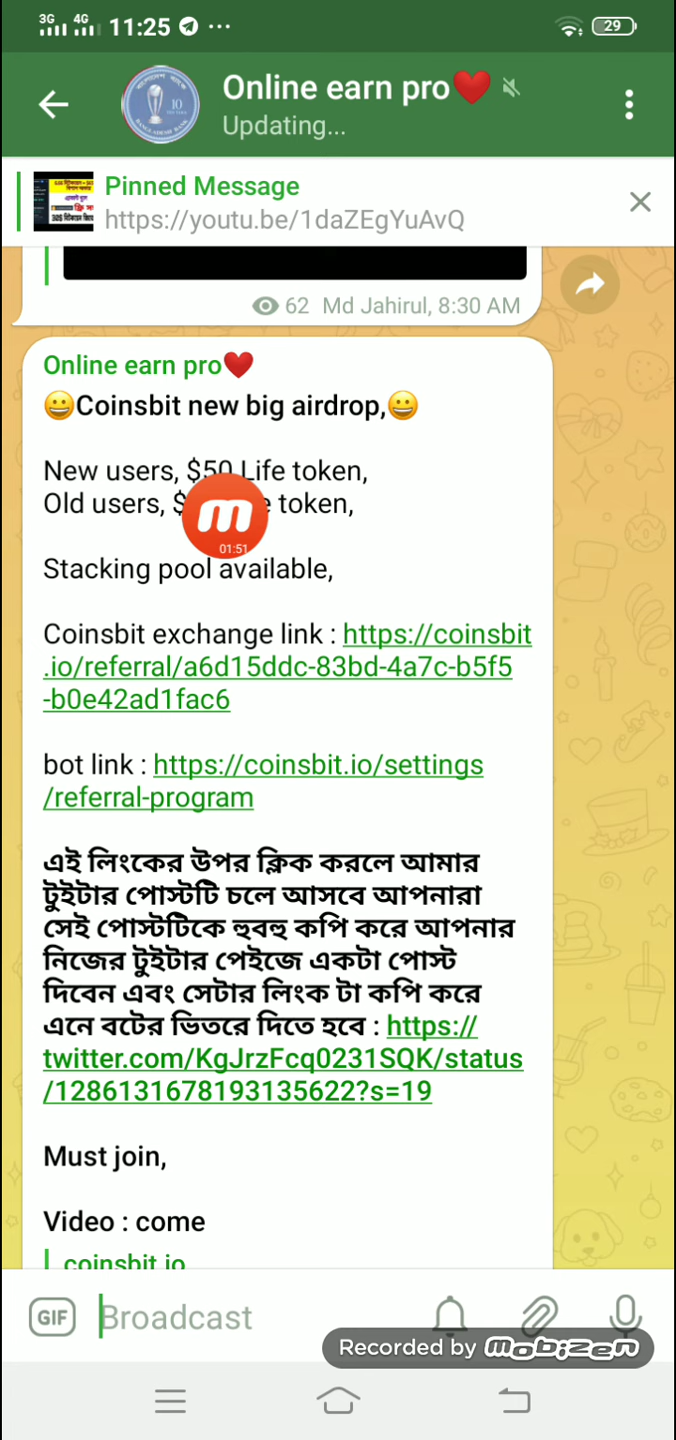 3G 4G 11:25 ... 29
Online earn pro❤️
Updating...
Pinned Message
https://youtu.be/1daZEgYuAvQ
62 Md Jahirul, 8:30 AM
Online earn pro❤️
😀Coinsbit new big airdrop,😀
New users, $50 Life token,
Old users, $ token,
m
01:51
Stacking pool available,
Coinsbit exchange link : https://coinsbit
.io/referral/a6d15ddc-83bd-4a7c-b5f5
-b0e42ad1fac6
bot link : https://coinsbit.io/settings
/referral-program
এই লিংকের উপর ক্লিক করলে আমার
টুইটার পোস্টটি চলে আসবে আপনারা
সেই পোস্টটিকে হুবহু কপি করে আপনার
নিজের টুইটার পেইজে একটা পোস্ট
দিবেন এবং সেটার লিংক টা কপি করে
এনে বটের ভিতরে দিতে হবে : https://
twitter.com/KgJrzFcq0231SQK/status
/1286131678193135622?s=19
Must join,
Video : come
coinsbit.io
GIF Broadcast
Recorded by mobizen